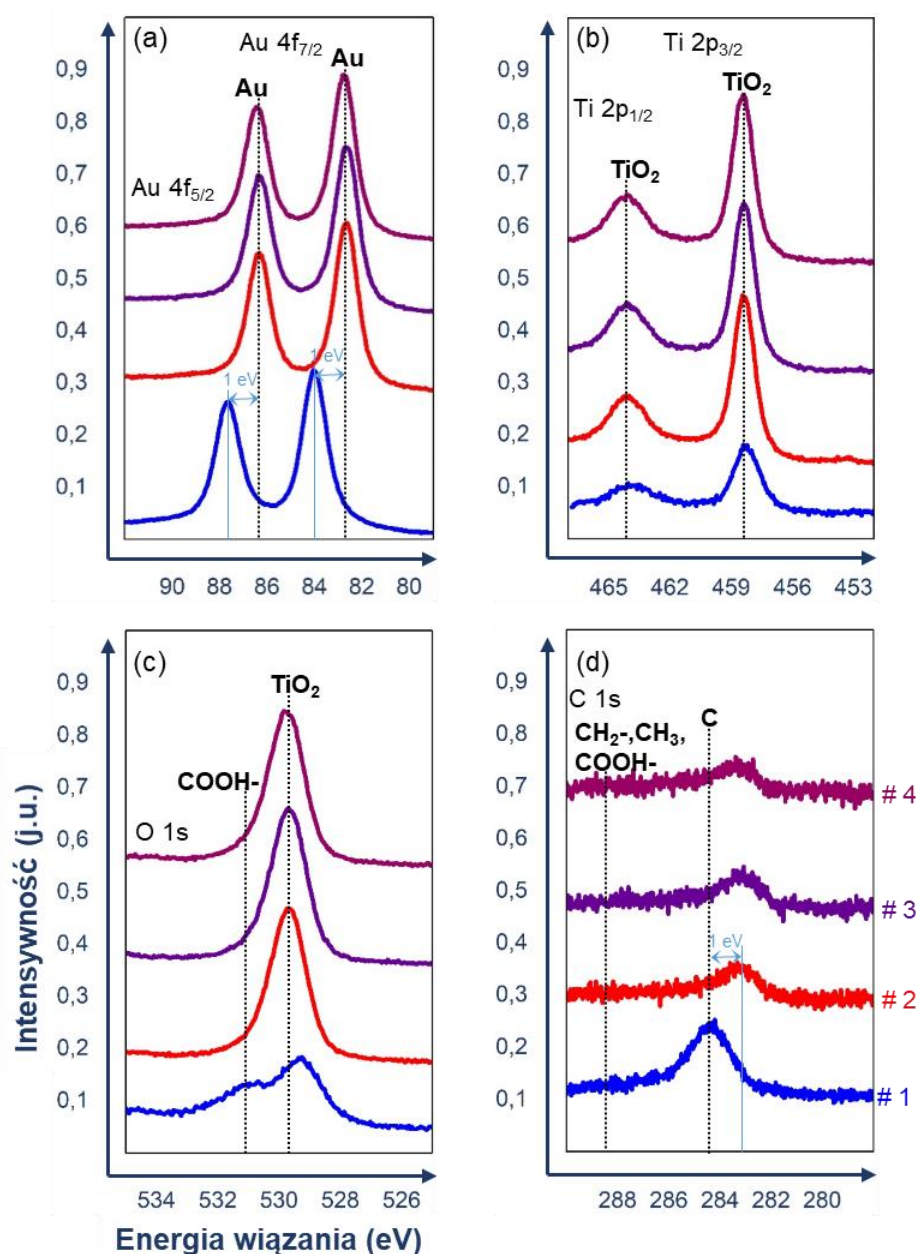 (a)
Au 4f7/2
Au
Au
Au 4f5/2
1 eV
1 eV
0,9
0,8
0,7
0,6
0,5
0,4
0,3
0,2
0,1
90 88 86 84 82 80
(b)
Ti 2p3/2
TiO2
Ti 2p1/2
TiO2
0,9
0,8
0,7
0,6
0,5
0,4
0,3
0,2
0,1
465 462 459 456 453
(c)
TiO2
COOH-
O 1s
0,9
0,8
0,7
0,6
0,5
0,4
0,3
0,2
0,1
534 532 530 528 526
(d)
C 1s
C
CH2-,CH3,
COOH-
1 eV
# 4
# 3
# 2
# 1
0,9
0,8
0,7
0,6
0,5
0,4
0,3
0,2
0,1
288 286 284 282 280
Intensywność (j.u.)
Energia wiązania (eV)